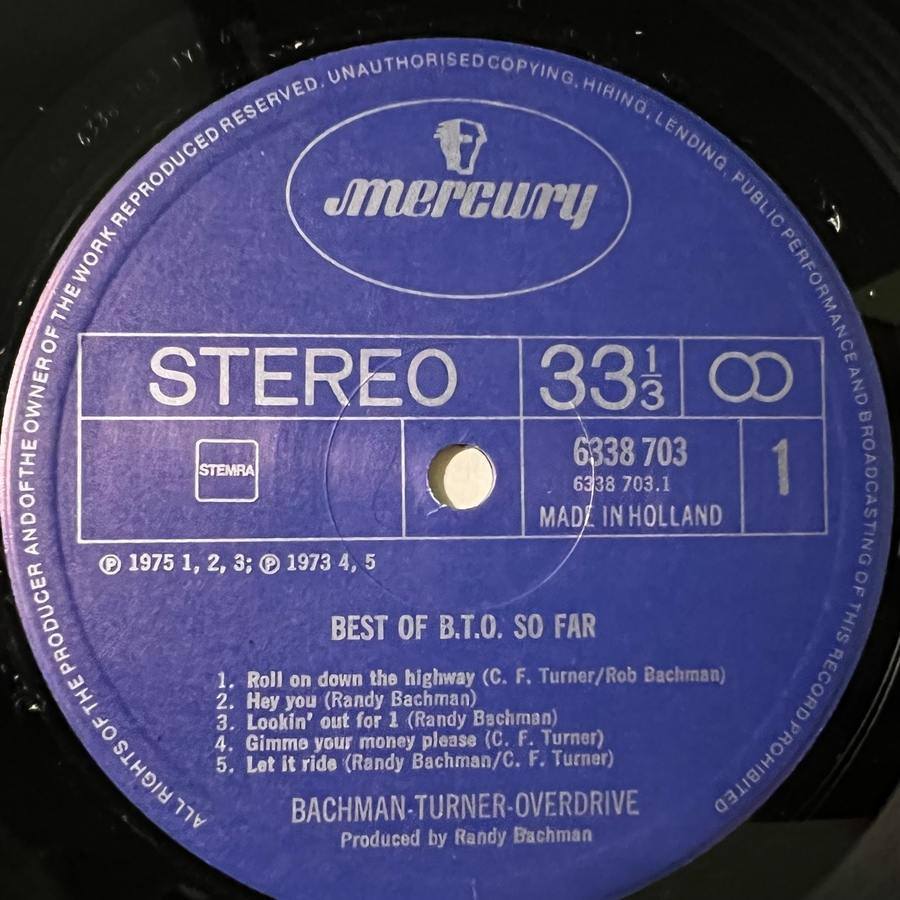 ALL RIGHTS OF THE PRODUCER AND OF THE OWNER OF THE WORK REPRODUCED RESERVED. UNAUTHORISED COPYING, HIRING, LENDING, PUBLIC PERFORMANCE AND BROADCASTING OF THIS RECORD PROHIBITED
mercury
STEREO 33 1/3
STEMRA 6338 703 1
6338 703.1
MADE IN HOLLAND
℗ 1975 1, 2, 3; ℗ 1973 4, 5
BEST OF B.T.O. SO FAR
1. Roll on down the highway (C. F. Turner/Rob Bachman)
2. Hey you (Randy Bachman)
3. Lookin' out for 1 (Randy Bachman)
4. Gimme your money please (C. F. Turner)
5. Let it ride (Randy Bachman/C. F. Turner)
BACHMAN-TURNER-OVERDRIVE
Produced by Randy Bachman